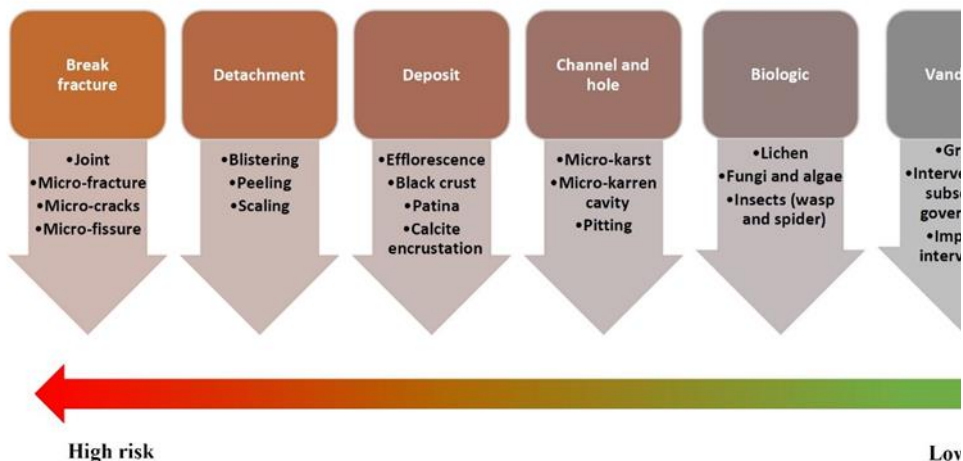 Break
fracture
Detachment
Deposit
Channel and
hole
Biologic
•Joint
•Micro-fracture
•Micro-cracks
•Micro-fissure
•Blistering
•Peeling
•Scaling
•Efflorescence
•Black crust
•Patina
•Calcite
encrustation
•Micro-karst
•Micro-karren
cavity
•Pitting
•Lichen
•Fungi and algae
•Insects (wasp
and spider)
High risk
Low